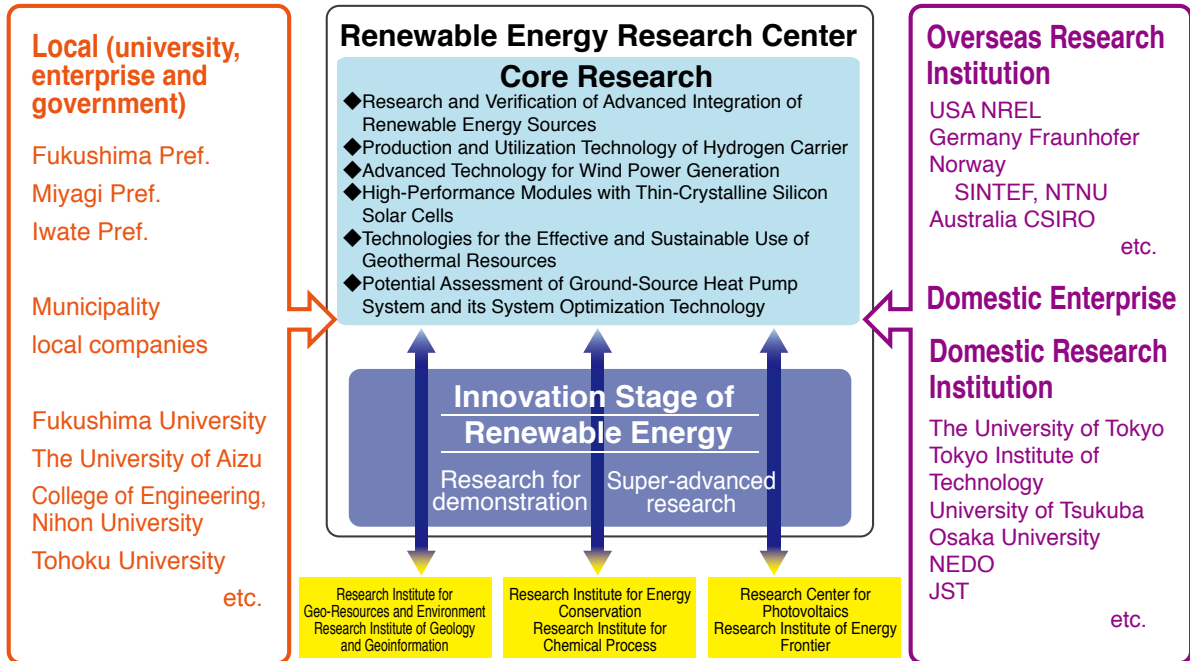 Local (university,
enterprise and
government)
Fukushima Pref.
Miyagi Pref.
Iwate Pref.
Municipality
local companies
Fukushima University
The University of Aizu
College of Engineering,
Nihon University
Tohoku University
etc.
Renewable Energy Research Center
Core Research
◆Research and Verification of Advanced Integration of
Renewable Energy Sources
◆Production and Utilization Technology of Hydrogen Carrier
◆Advanced Technology for Wind Power Generation
◆High-Performance Modules with Thin-Crystalline Silicon
Solar Cells
◆Technologies for the Effective and Sustainable Use of
Geothermal Resources
◆Potential Assessment of Ground-Source Heat Pump
System and its System Optimization Technology
Innovation Stage of
Renewable Energy
Research for
demonstration
Super-advanced
research
Research Institute for
Geo-Resources and Environment
Research Institute of Geology
and Geoinformation
Research Institute for Energy
Conservation
Research Institute for
Chemical Process
Research Center for
Photovoltaics
Research Institute of Energy
Frontier
Overseas Research
Institution
USA NREL
Germany Fraunhofer
Norway
SINTEF, NTNU
Australia CSIRO
etc.
Domestic Enterprise
Domestic Research
Institution
The University of Tokyo
Tokyo Institute of
Technology
University of Tsukuba
Osaka University
NEDO
JST
etc.